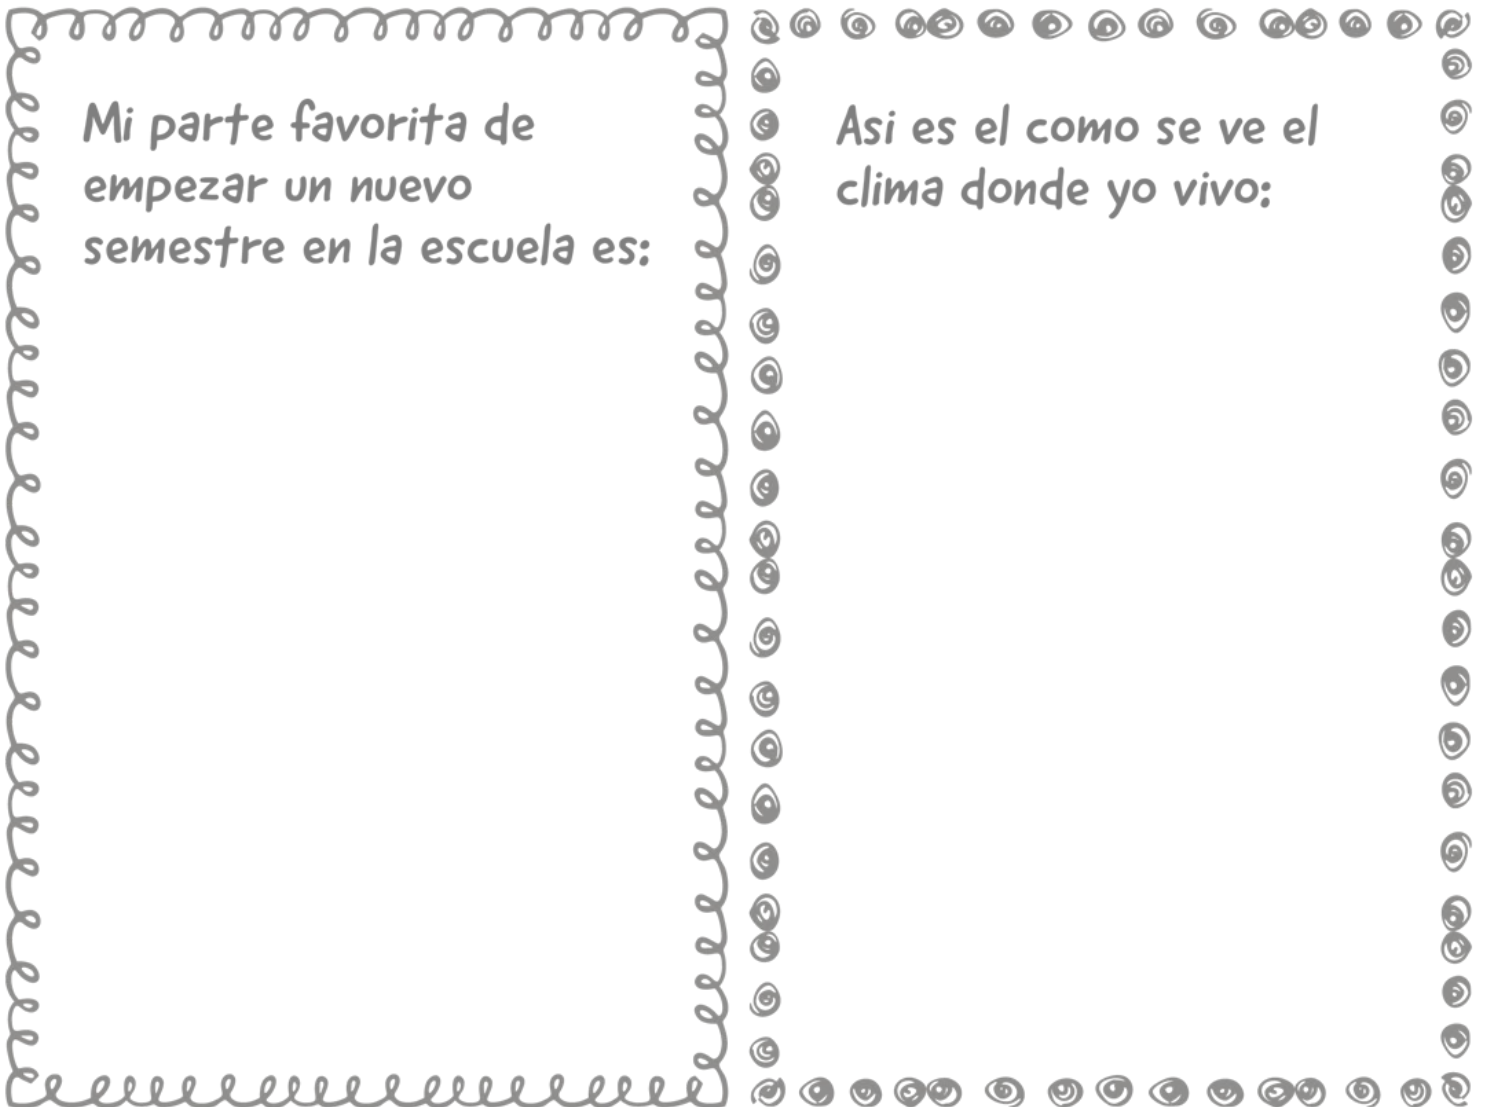 Mi parte favorita de
empezar un nuevo
semestre en la escuela es:
Asi es el como se ve el
clima donde yo vivo: